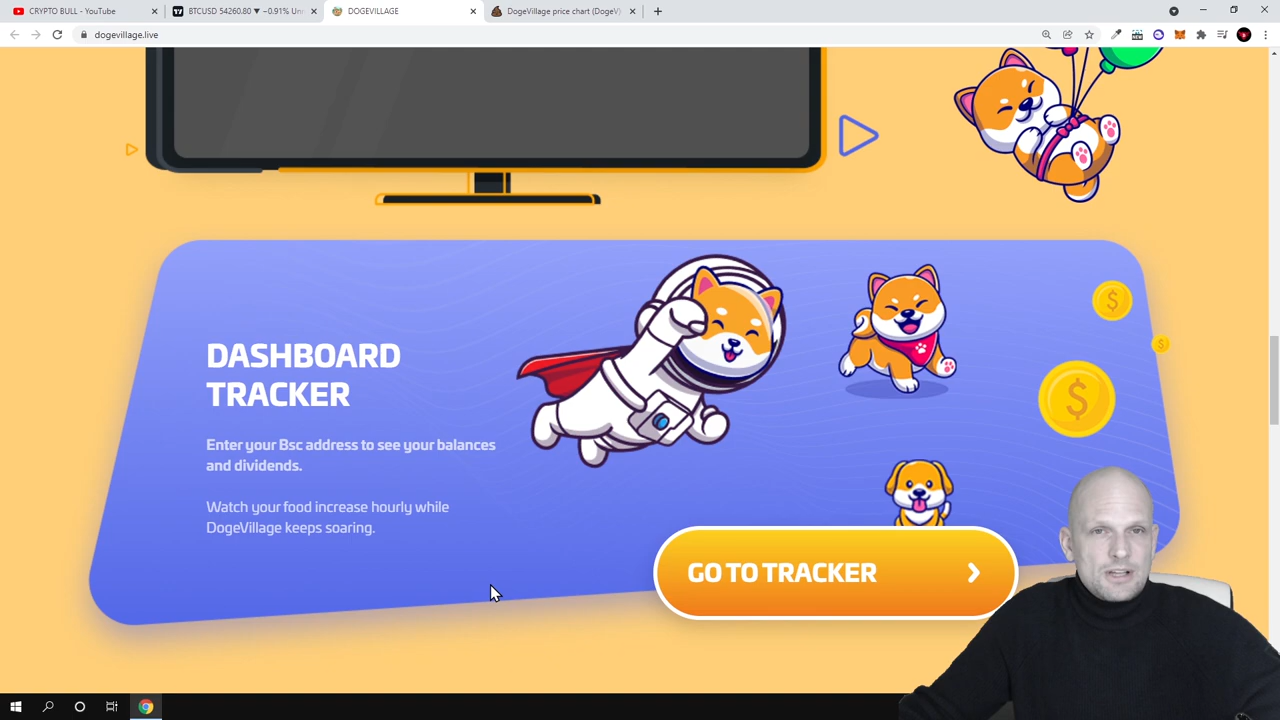 CRYPTO BULL - YouTube
BTCUSD 54260.80 ▼ −0.91% Un
DOGEVILLAGE
DogeVillage price chart (DogeV)
dogevillage.live
DASHBOARD
TRACKER
Enter your Bsc address to see your balances
and dividends.
Watch your food increase hourly while
DogeVillage keeps soaring.
GO TO TRACKER